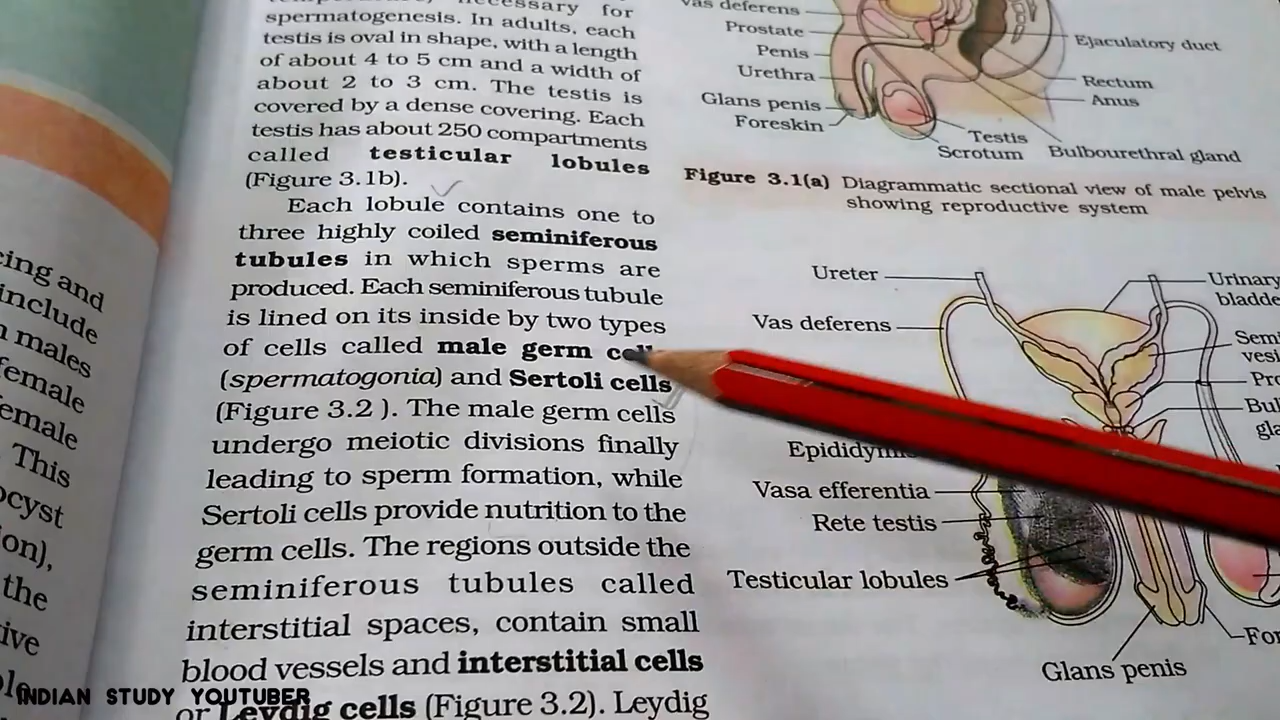 necessary for
spermatogenesis. In adults, each
testis is oval in shape, with a length
of about 4 to 5 cm and a width of
about 2 to 3 cm. The testis is
covered by a dense covering. Each
testis has about 250 compartments
called testicular lobules
(Figure 3.1b).
Each lobule contains one to
three highly coiled seminiferous
tubules in which sperms are
produced. Each seminiferous tubule
is lined on its inside by two types
of cells called male germ
(spermatogonia) and Sertoli cells
(Figure 3.2 ). The male germ cells
undergo meiotic divisions finally
leading to sperm formation, while
Sertoli cells provide nutrition to the
germ cells. The regions outside the
seminiferous tubules called
interstitial spaces, contain small
blood vessels and interstitial cells
or Leydig cells (Figure 3.2). Leydig
Vas deferens
Prostate
Penis
Urethra
Glans penis
Foreskin
Ejaculatory duct
Rectum
Anus
Testis
Scrotum
Bulbourethral gland
Figure 3.1(a) Diagrammatic sectional view of male pelvis
showing reproductive system
Ureter
Vas deferens
Vasa efferentia
Rete testis
Testicular lobules
Glans penis
Urinary
and
include
males
This
the
INDIAN STUDY YOUTUBER